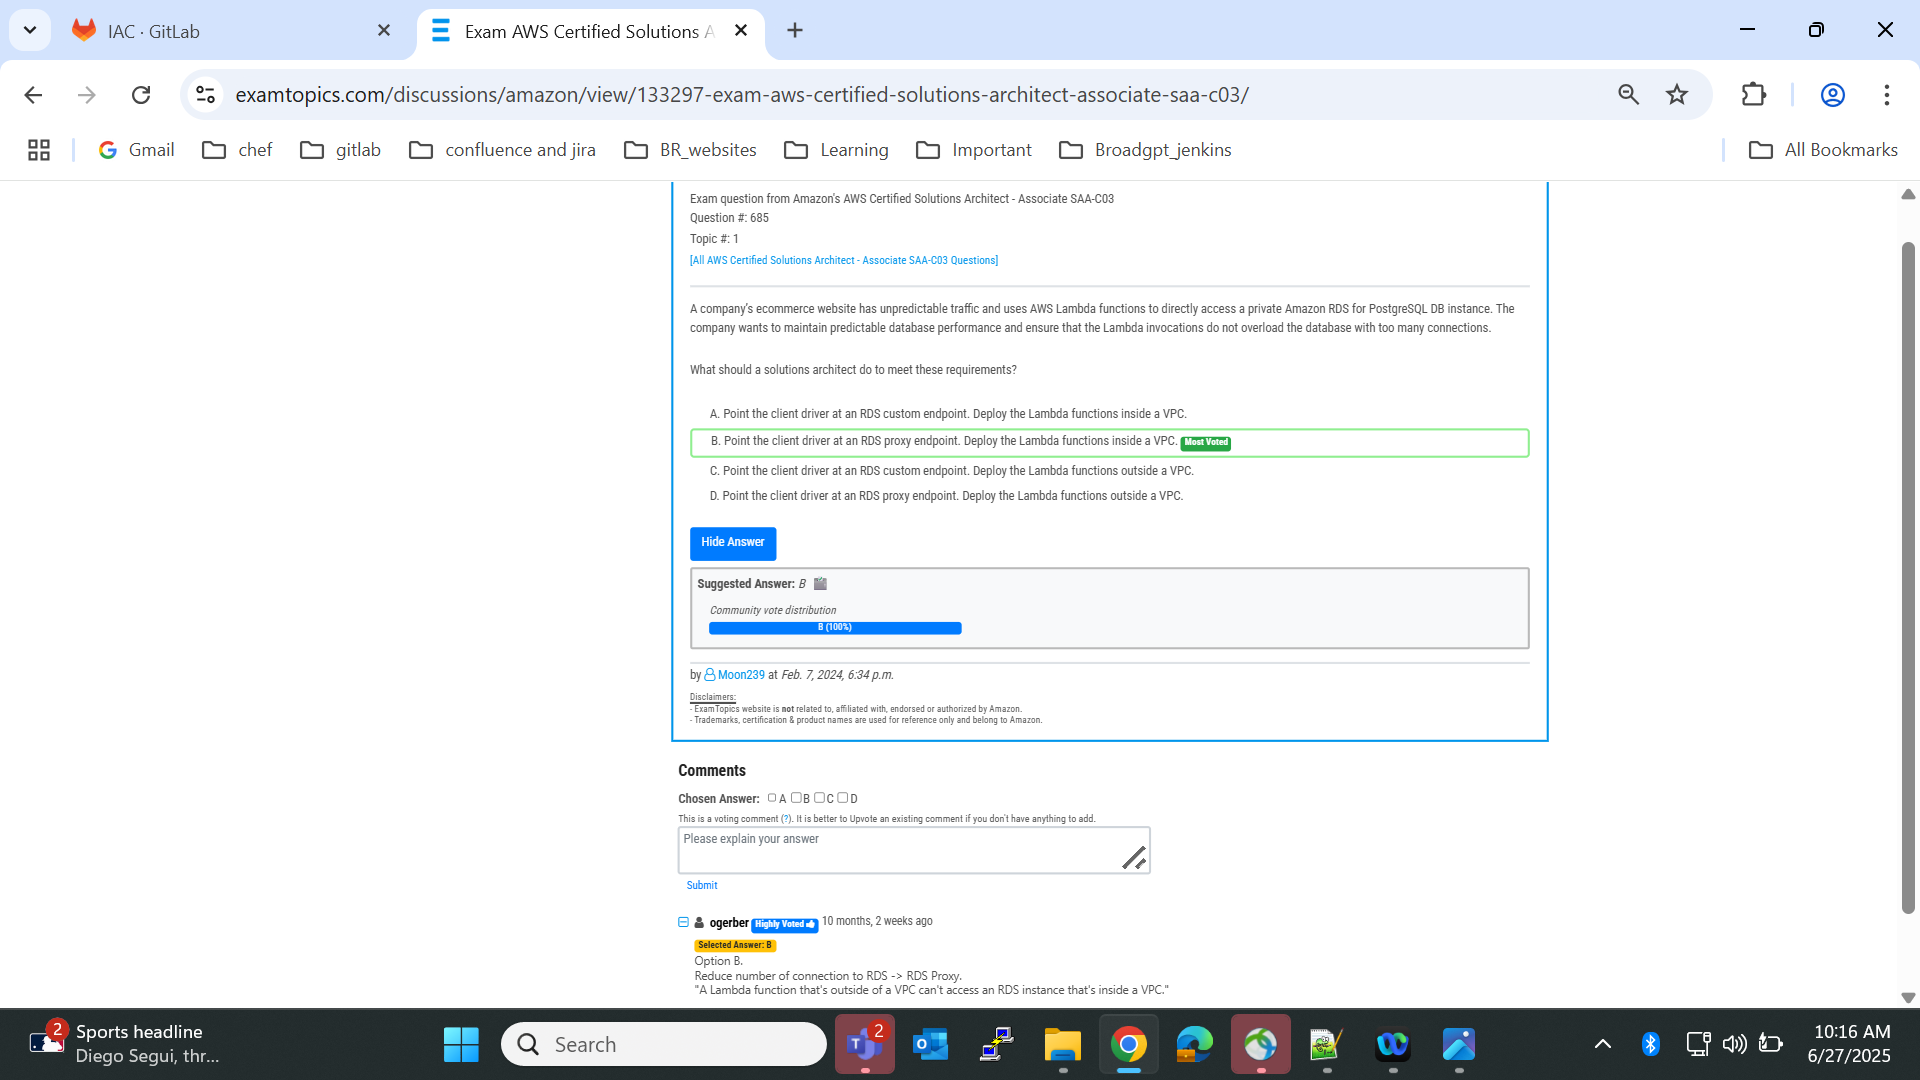 IAC · GitLab
Exam AWS Certified Solutions A
examtopics.com/discussions/amazon/view/133297-exam-aws-certified-solutions-architect-associate-saa-c03/
Gmail
chef
gitlab
confluence and jira
BR_websites
Learning
Important
Broadgpt_jenkins
All Bookmarks
Exam question from Amazon's AWS Certified Solutions Architect - Associate SAA-C03
Question #: 685
Topic #: 1
[All AWS Certified Solutions Architect - Associate SAA-C03 Questions]
A company's ecommerce website has unpredictable traffic and uses AWS Lambda functions to directly access a private Amazon RDS for PostgreSQL DB instance. The
company wants to maintain predictable database performance and ensure that the Lambda invocations do not overload the database with too many connections.
What should a solutions architect do to meet these requirements?
A. Point the client driver at an RDS custom endpoint. Deploy the Lambda functions inside a VPC.
B. Point the client driver at an RDS proxy endpoint. Deploy the Lambda functions inside a VPC. Most Voted
C. Point the client driver at an RDS custom endpoint. Deploy the Lambda functions outside a VPC.
D. Point the client driver at an RDS proxy endpoint. Deploy the Lambda functions outside a VPC.
Hide Answer
Suggested Answer: B
Community vote distribution
B (100%)
by Moon239 at Feb. 7, 2024, 6:34 p.m.
Disclaimers:
- ExamTopics website is not related to, affiliated with, endorsed or authorized by Amazon.
- Trademarks, certification & product names are used for reference only and belong to Amazon.
Comments
Chosen Answer: A B C D
This is a voting comment (?). It is better to Upvote an existing comment if you don't have anything to add.
Please explain your answer
Submit
ogerber Highly Voted 10 months, 2 weeks ago
Selected Answer: B
Option B.
Reduce number of connection to RDS -> RDS Proxy.
"A Lambda function that's outside of a VPC can't access an RDS instance that's inside a VPC."
2
Sports headline
Diego Segui, thr...
Search
2
10:16 AM
6/27/2025